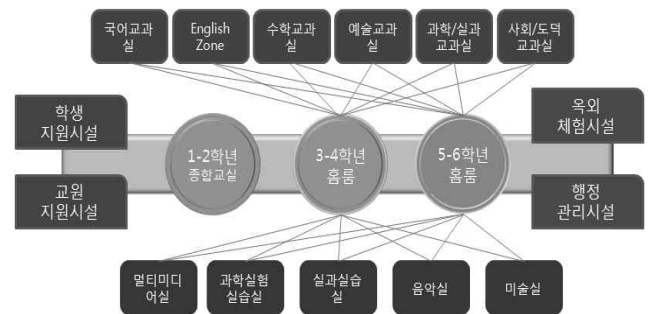 국어교과
실
English
Zone
수학교과
실
예술교과
실
과학/실과
교과실
사회/도덕
교과실
학생
지원시설
옥외
체험시설
1-2학년
종합교실
3-4학년
홈룸
5-6학년
홈룸
교원
지원시설
행정
관리시설
멀티미디
어실
과학실험
실습실
실과실습
실
음악실
미술실